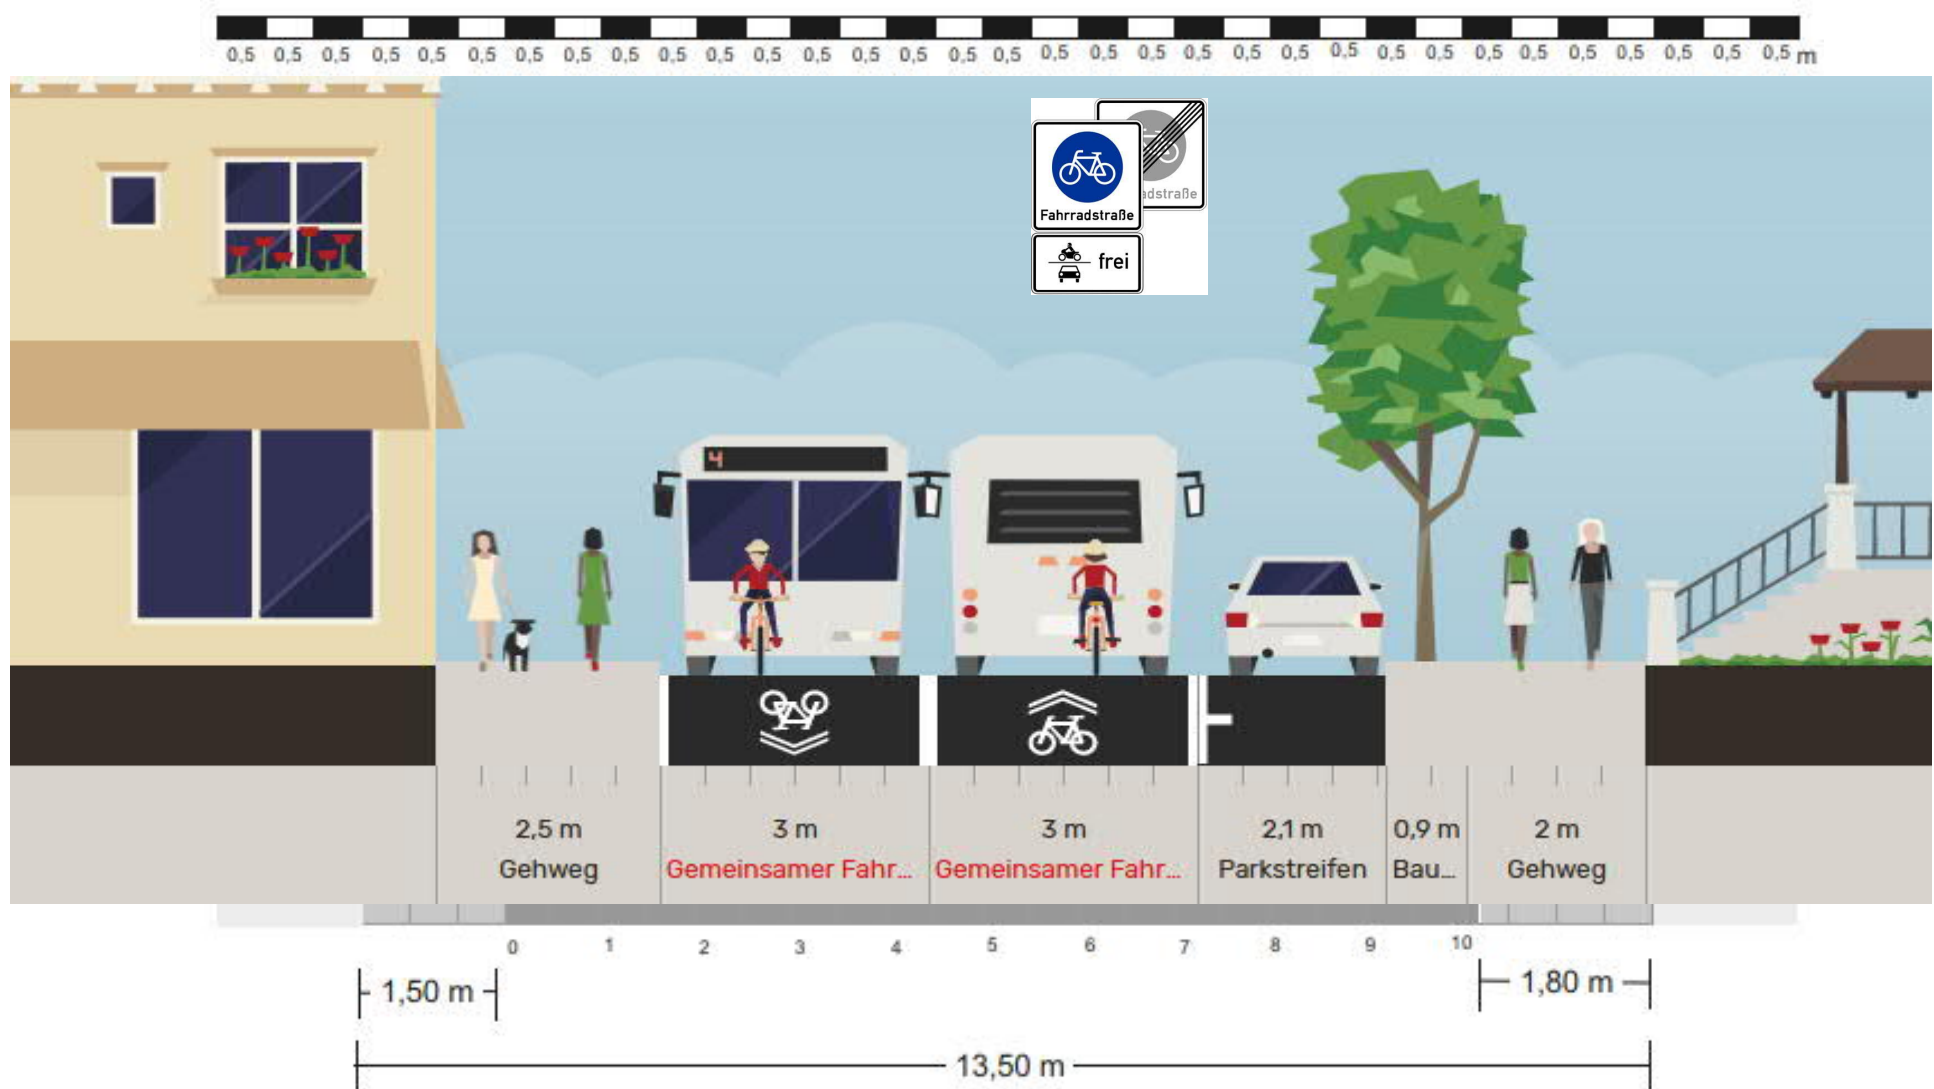 0,5 0,5 0,5 0,5 0,5 0,5 0,5 0,5 0,5 0,5 0,5 0,5 0,5 0,5 0,5 0,5 0,5 0,5 0,5 0,5 0,5 0,5 0,5 0,5 0,5 0,5 0,5 0,5 0,5 0,5 0,5 0,5 0,5 m
adstraße
Fahrradstraße
frei
4
2,5 m 3 m 3 m 2,1 m 0,9 m 2 m
Gehweg Gemeinsamer Fahr... Gemeinsamer Fahr... Parkstreifen Bau... Gehweg
0 1 2 3 4 5 6 7 8 9 10
1,50 m 1,80 m
13,50 m